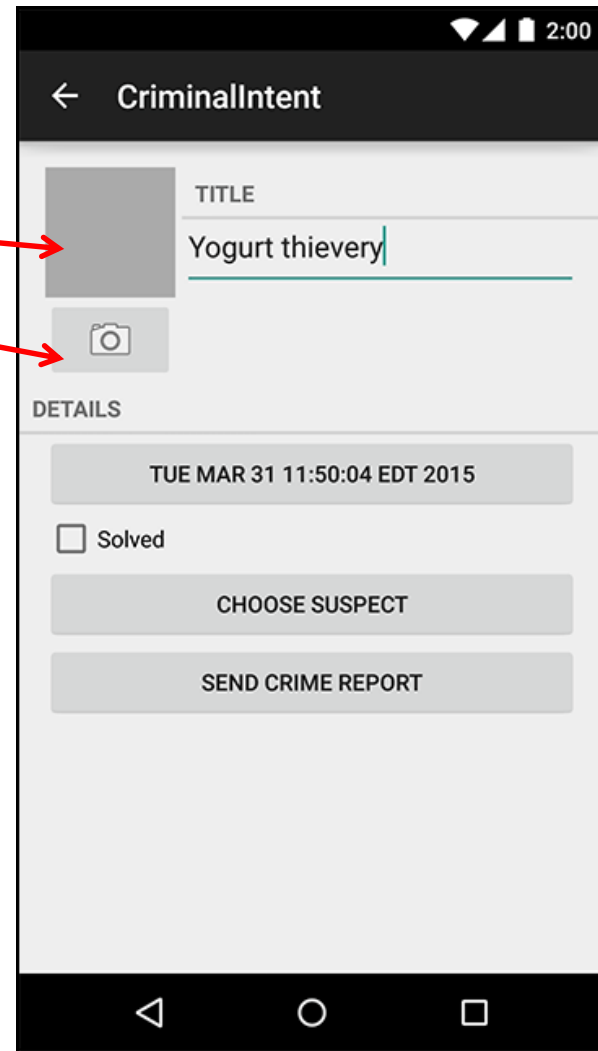 2:00
CriminalIntent
TITLE
Yogurt thievery
DETAILS
TUE MAR 31 11:50:04 EDT 2015
Solved
CHOOSE SUSPECT
SEND CRIME REPORT